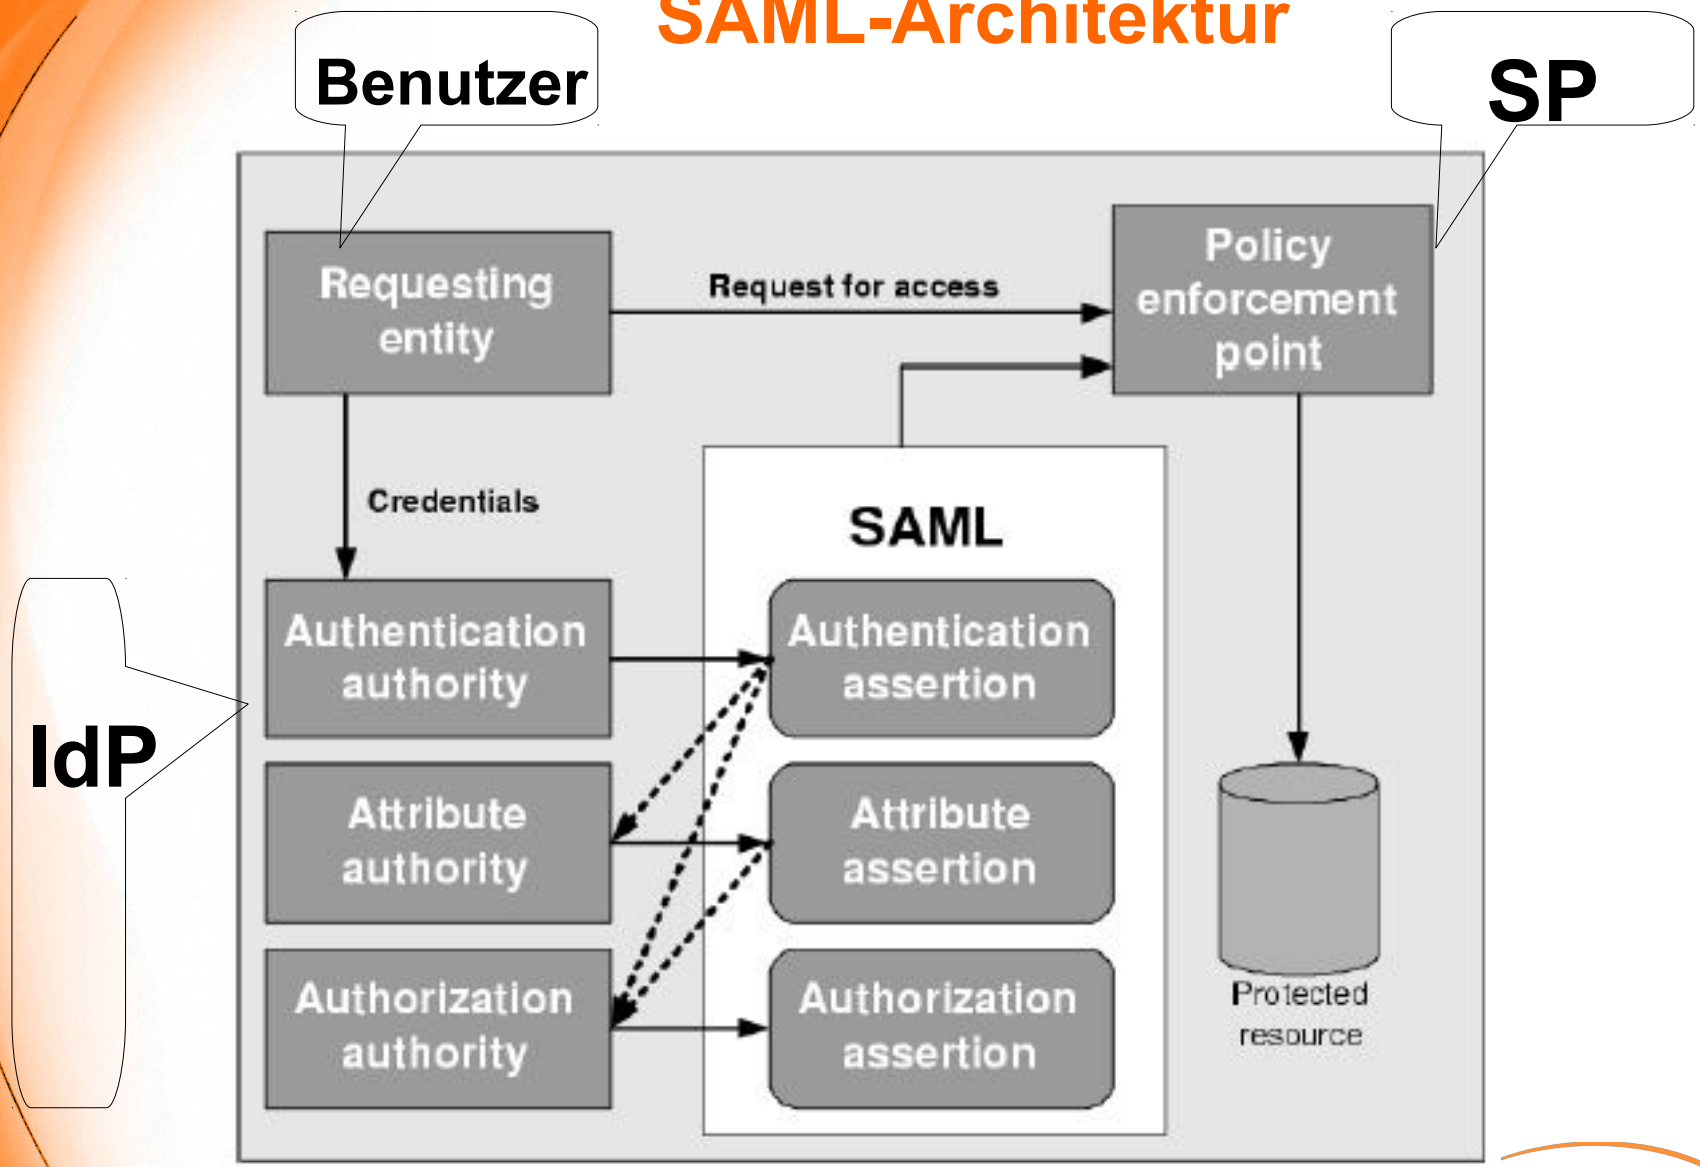 SAML-Architektur
Benutzer
SP
Requesting
entity
Request for access
Policy
enforcement
point
Credentials
SAML
IdP
Authentication
authority
Authentication
assertion
Attribute
authority
Attribute
assertion
Authorization
authority
Authorization
assertion
Protected
resource